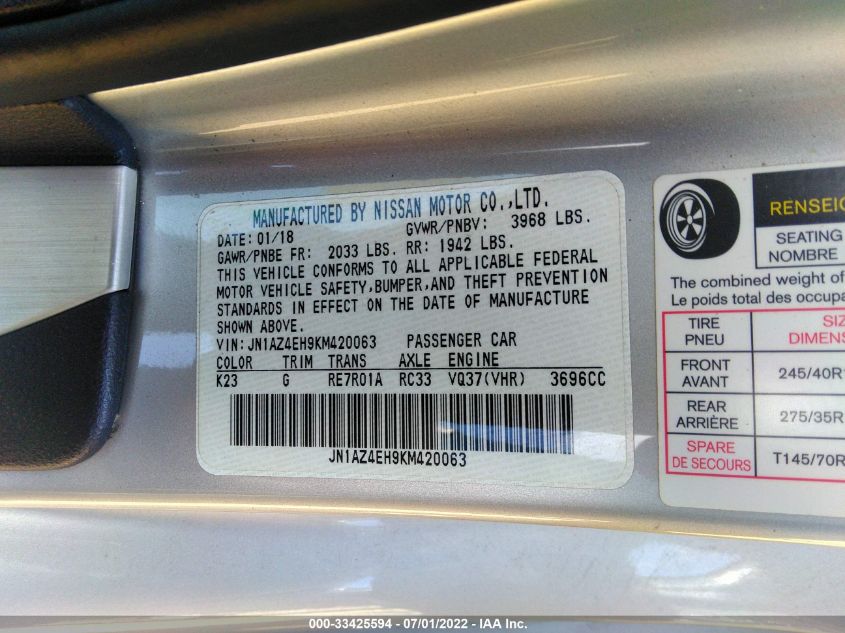 MANUFACTURED BY NISSAN MOTOR CO.,LTD.
DATE: 01/18 GVWR/PNBV: 3968 LBS.
GAWR/PNBE FR: 2033 LBS. RR: 1942 LBS.
THIS VEHICLE CONFORMS TO ALL APPLICABLE FEDERAL
MOTOR VEHICLE SAFETY,BUMPER,AND THEFT PREVENTION
STANDARDS IN EFFECT ON THE DATE OF MANUFACTURE
SHOWN ABOVE.
VIN: JN1AZ4EH9KM420063 PASSENGER CAR
COLOR TRIM TRANS AXLE ENGINE
K23 G RE7R01A RC33 VQ37(VHR) 3696CC
JN1AZ4EH9KM420063
RENSEIG
SEATING
NOMBRE
The combined weight of
Le poids total des occupa
TIRE
PNEU
SIZ
DIMENS
FRONT
AVANT
245/40R1
REAR
ARRIÈRE
275/35R
SPARE
DE SECOURS
T145/70R
000-33425594 - 07/01/2022 - IAA Inc.